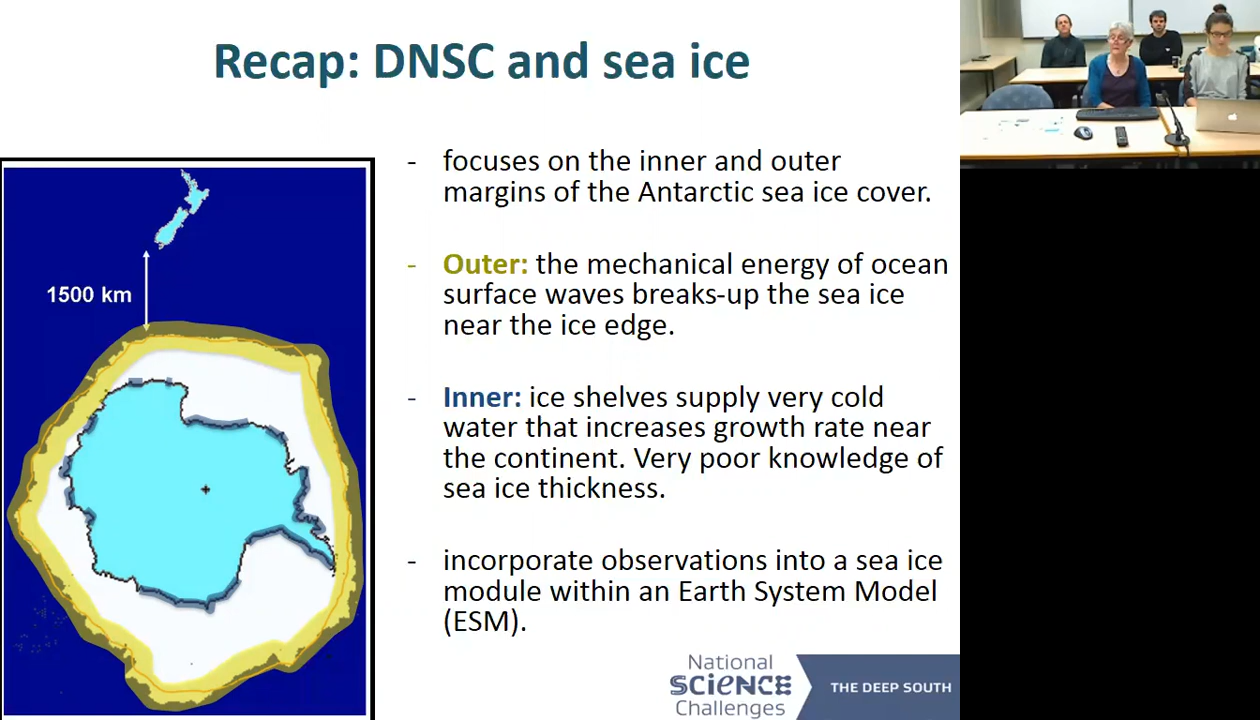 Recap: DNSC and sea ice
1500 km
- focuses on the inner and outer
margins of the Antarctic sea ice cover.
- Outer: the mechanical energy of ocean
surface waves breaks-up the sea ice
near the ice edge.
- Inner: ice shelves supply very cold
water that increases growth rate near
the continent. Very poor knowledge of
sea ice thickness.
- incorporate observations into a sea ice
module within an Earth System Model
(ESM).
National
SCIENCE
Challenges
THE DEEP SOUTH